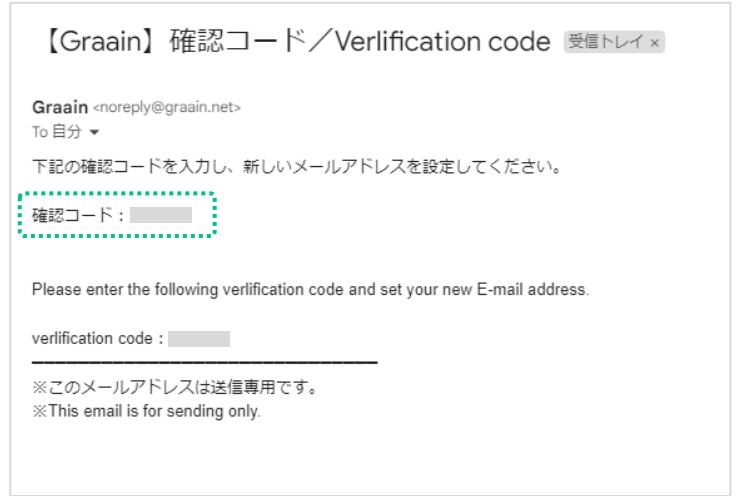 【Graain】確認コード／Verlification code 受信トレイ ×
Graain <noreply@graain.net>
To 自分
下記の確認コードを入力し、新しいメールアドレスを設定してください。
確認コード：
Please enter the following verlification code and set your new E-mail address.
verlification code：
※このメールアドレスは送信専用です。
※This email is for sending only.